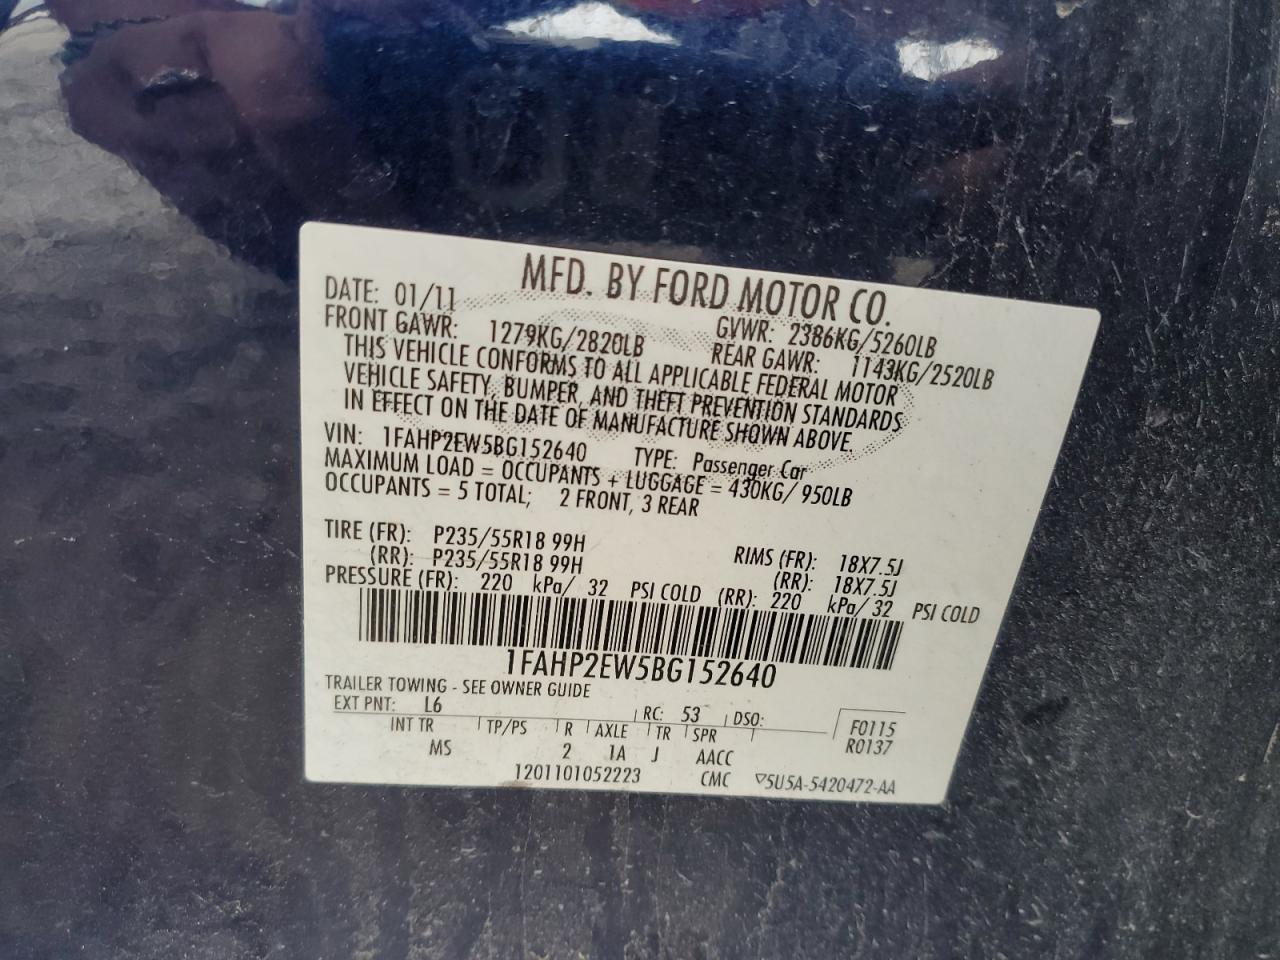 MFD. BY FORD MOTOR CO.
DATE: 01/11 GVWR: 2386KG/5260LB
FRONT GAWR: 1279KG/2820LB REAR GAWR: 1143KG/2520LB
THIS VEHICLE CONFORMS TO ALL APPLICABLE FEDERAL MOTOR
VEHICLE SAFETY, BUMPER, AND THEFT PREVENTION STANDARDS
IN EFFECT ON THE DATE OF MANUFACTURE SHOWN ABOVE.
VIN: 1FAHP2EW5BG152640 TYPE: Passenger Car
MAXIMUM LOAD = OCCUPANTS + LUGGAGE = 430KG/ 950LB
OCCUPANTS = 5 TOTAL; 2 FRONT, 3 REAR
TIRE (FR): P235/55R18 99H RIMS (FR): 18X7.5J
(RR): P235/55R18 99H (RR): 18X7.5J
PRESSURE (FR): 220 kPa/ 32 PSI COLD (RR): 220 kPa/ 32 PSI COLD
1FAHP2EW5BG152640
TRAILER TOWING - SEE OWNER GUIDE
EXT PNT: L6 RC: 53 DSO: F0115
INT TR TP/PS R AXLE TR SPR R0137
MS 2 1A J AACC
1201101052223 CMC ▽5U5A-5420472-AA